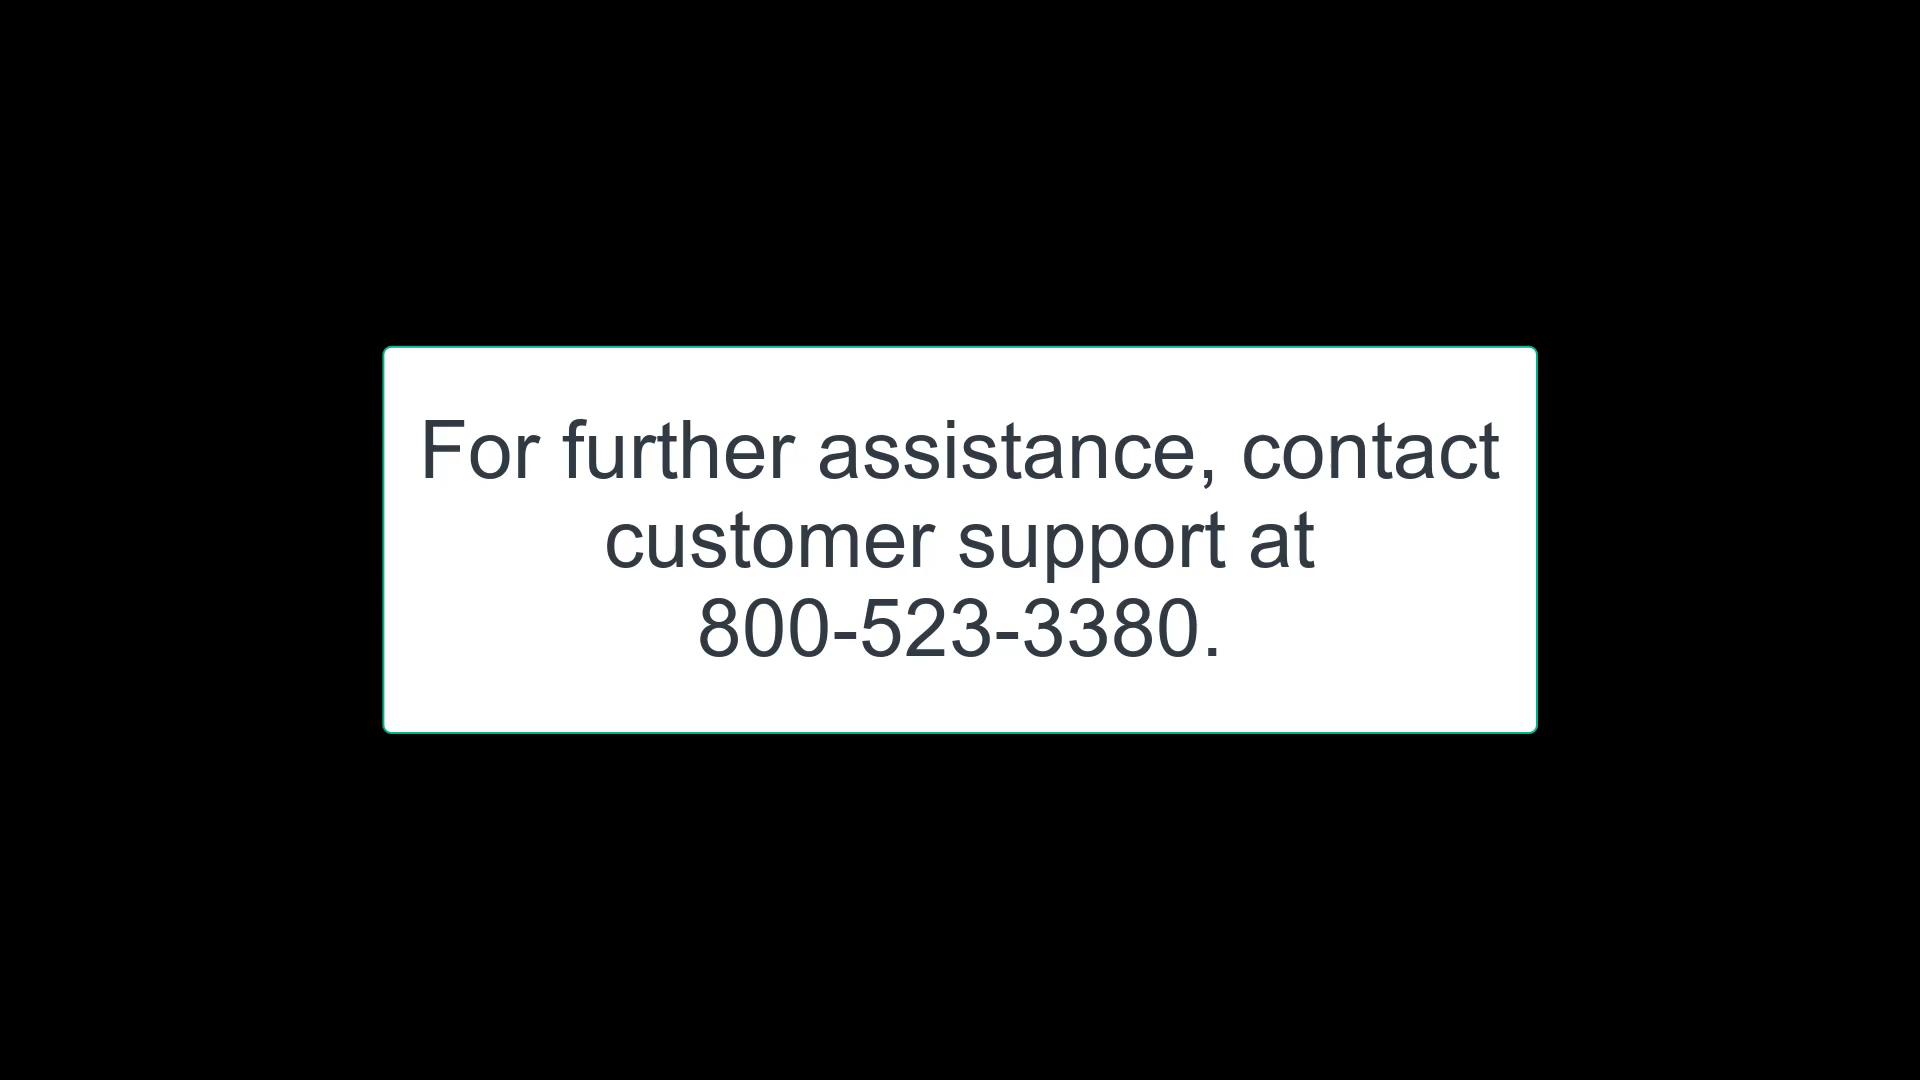 For further assistance, contact
customer support at
800-523-3380.